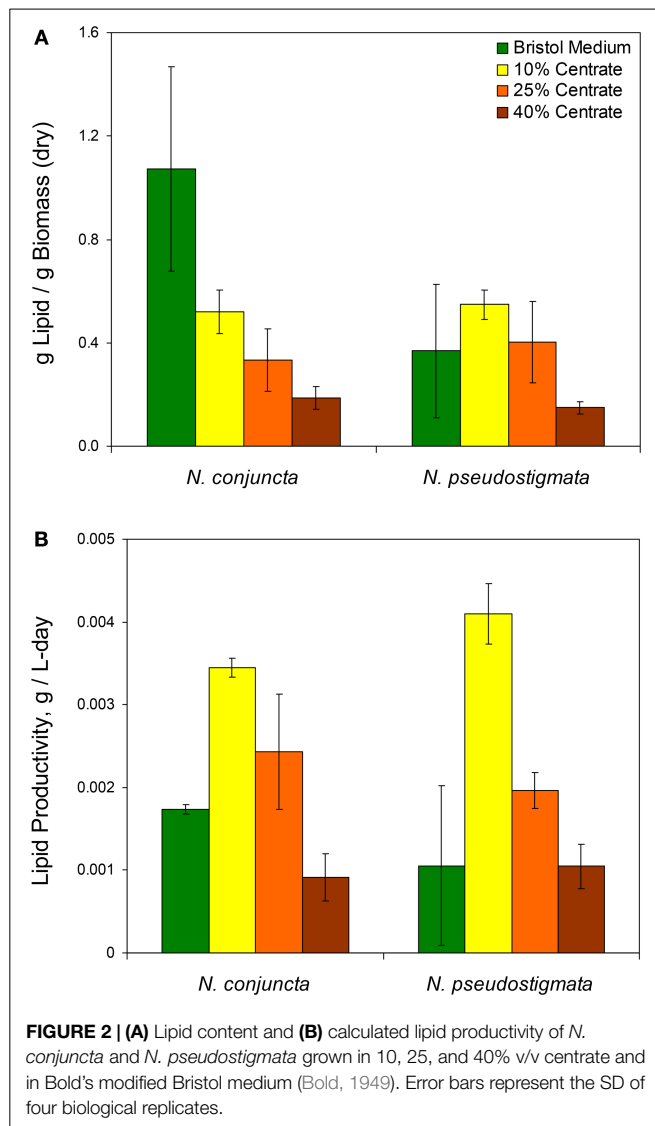 A
1.6
1.2
0.8
0.4
0.0
g Lipid / g Biomass (dry)
Bristol Medium
10% Centrate
25% Centrate
40% Centrate
N. conjuncta N. pseudostigmata
B
0.005
0.004
0.003
0.002
0.001
0
Lipid Productivity, g / L-day
N. conjuncta N. pseudostigmata
FIGURE 2 | (A) Lipid content and (B) calculated lipid productivity of N.
conjuncta and N. pseudostigmata grown in 10, 25, and 40% v/v centrate and
in Bold's modified Bristol medium (Bold, 1949). Error bars represent the SD of
four biological replicates.